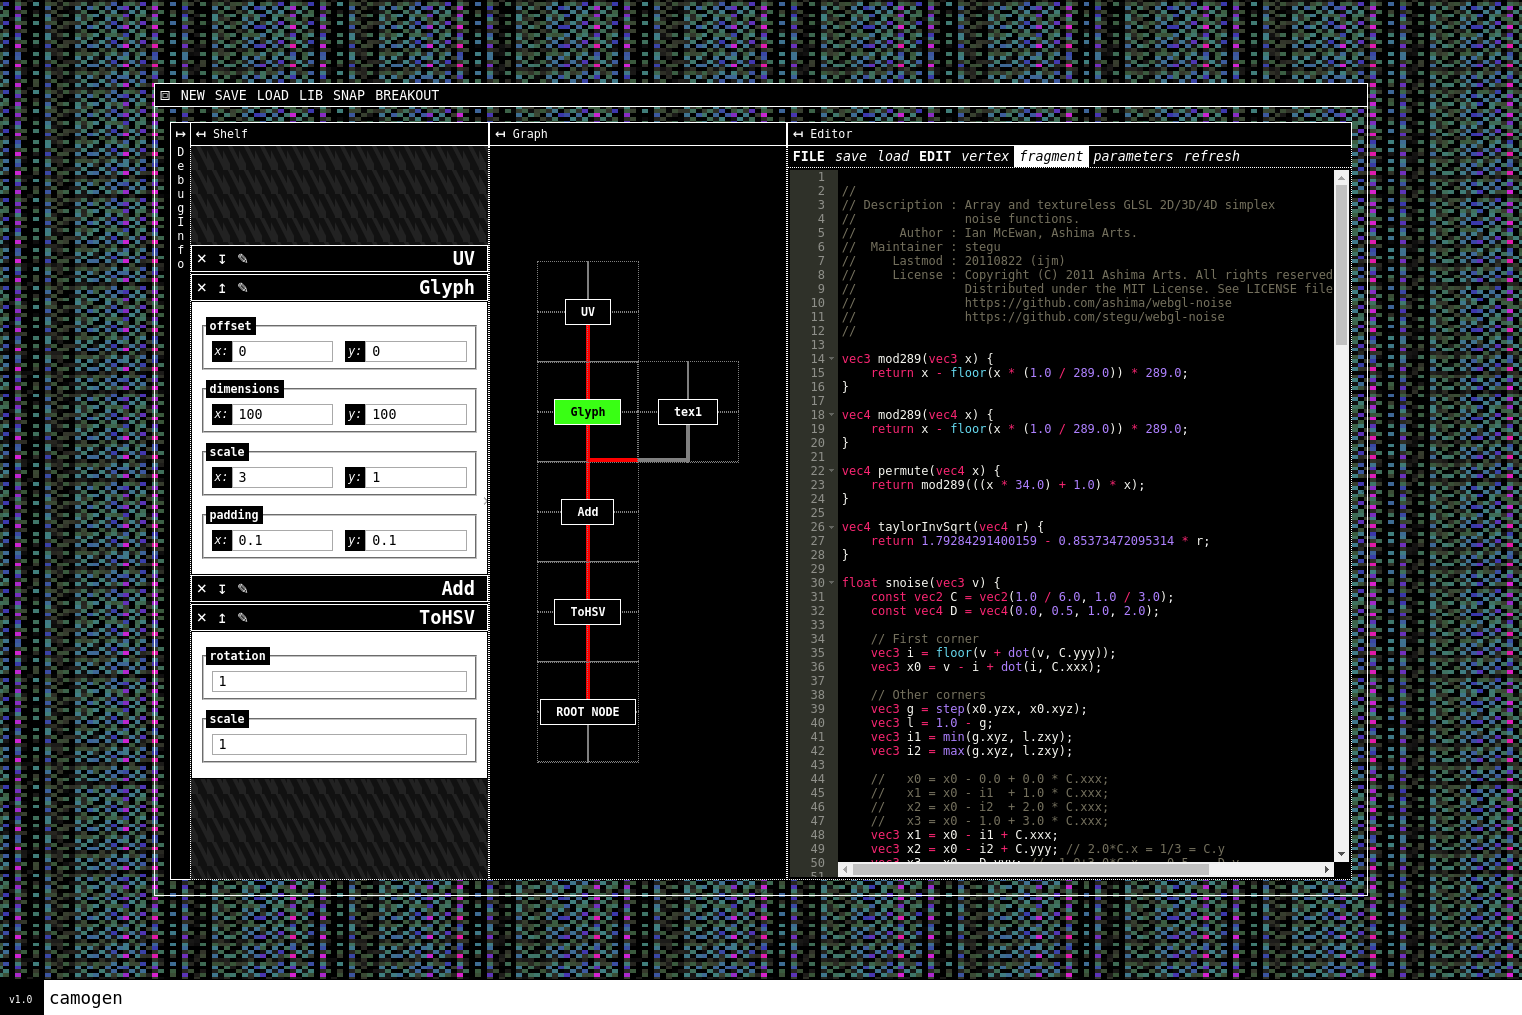 NEW SAVE LOAD LIB SNAP BREAKOUT
DebugInfo
Shelf
UV
Glyph
offset
x: 0 y: 0
dimensions
x: 100 y: 100
scale
x: 3 y: 1
padding
x: 0.1 y: 0.1
Add
ToHSV
rotation
1
scale
1
Graph
UV
Glyph tex1
Add
ToHSV
ROOT NODE
Editor
FILE save load EDIT vertex fragment parameters refresh
1
2 //
3 // Description : Array and textureless GLSL 2D/3D/4D simplex
4 //               noise functions.
5 //      Author : Ian McEwan, Ashima Arts.
6 //  Maintainer : stegu
7 //     Lastmod : 20110822 (ijm)
8 //     License : Copyright (C) 2011 Ashima Arts. All rights reserved
9 //               Distributed under the MIT License. See LICENSE file
10 //               https://github.com/ashima/webgl-noise
11 //               https://github.com/stegu/webgl-noise
12 //
13
14 vec3 mod289(vec3 x) {
15     return x - floor(x * (1.0 / 289.0)) * 289.0;
16 }
17
18 vec4 mod289(vec4 x) {
19     return x - floor(x * (1.0 / 289.0)) * 289.0;
20 }
21
22 vec4 permute(vec4 x) {
23     return mod289(((x * 34.0) + 1.0) * x);
24 }
25
26 vec4 taylorInvSqrt(vec4 r) {
27     return 1.79284291400159 - 0.85373472095314 * r;
28 }
29
30 float snoise(vec3 v) {
31     const vec2 C = vec2(1.0 / 6.0, 1.0 / 3.0);
32     const vec4 D = vec4(0.0, 0.5, 1.0, 2.0);
33
34     // First corner
35     vec3 i = floor(v + dot(v, C.yyy));
36     vec3 x0 = v - i + dot(i, C.xxx);
37
38     // Other corners
39     vec3 g = step(x0.yzx, x0.xyz);
40     vec3 l = 1.0 - g;
41     vec3 i1 = min(g.xyz, l.zxy);
42     vec3 i2 = max(g.xyz, l.zxy);
43
44     //   x0 = x0 - 0.0 + 0.0 * C.xxx;
45     //   x1 = x0 - i1  + 1.0 * C.xxx;
46     //   x2 = x0 - i2  + 2.0 * C.xxx;
47     //   x3 = x0 - 1.0 + 3.0 * C.xxx;
48     vec3 x1 = x0 - i1 + C.xxx;
49     vec3 x2 = x0 - i2 + C.yyy; // 2.0*C.x = 1/3 = C.y
50     vec3 x3 = x0 - D.yyy;
51
v1.0 camogen